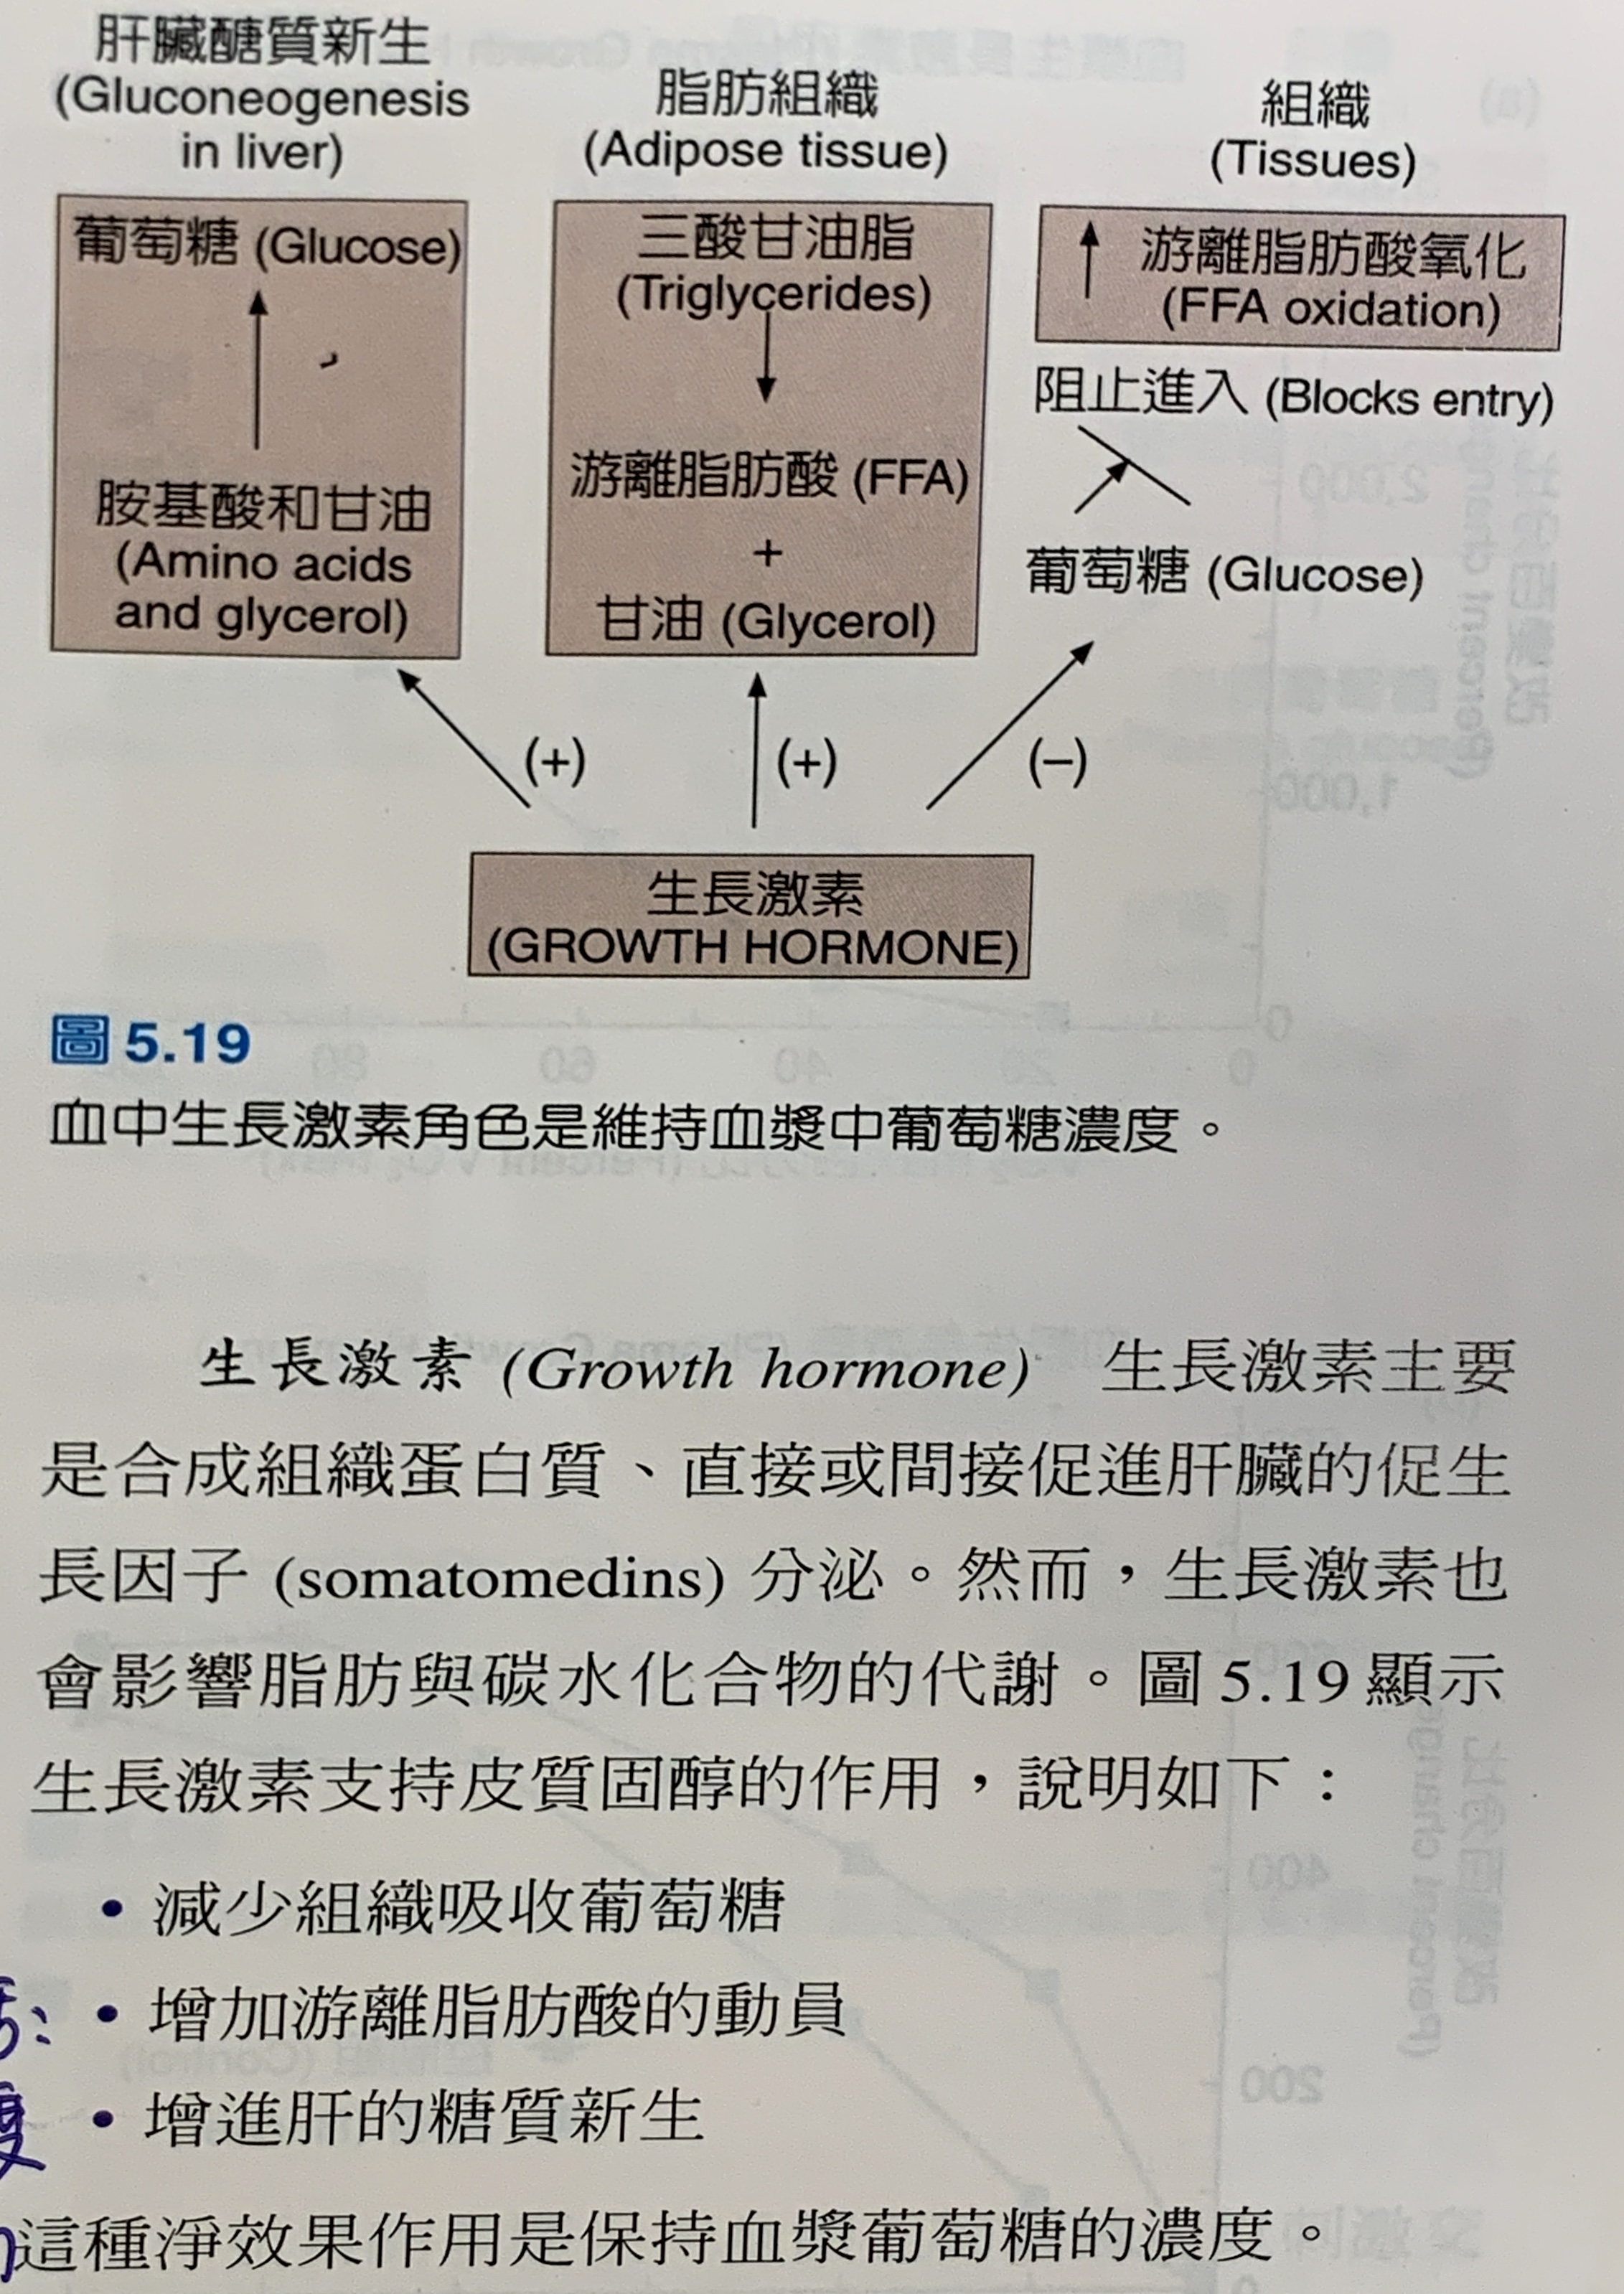 肝臟醣質新生
(Gluconeogenesis
in liver)
葡萄糖 (Glucose)
胺基酸和甘油
(Amino acids
and glycerol)
脂肪組織
(Adipose tissue)
三酸甘油脂
(Triglycerides)
游離脂肪酸 (FFA)
+
甘油 (Glycerol)
組織
(Tissues)
游離脂肪酸氧化
(FFA oxidation)
阻止進入 (Blocks entry)
葡萄糖 (Glucose)
(+)
(+)
(−)
生長激素
(GROWTH HORMONE)
圖 5.19
血中生長激素角色是維持血漿中葡萄糖濃度。
生長激素 (Growth hormone) 生長激素主要
是合成組織蛋白質、直接或間接促進肝臟的促生
長因子 (somatomedins) 分泌。然而，生長激素也
會影響脂肪與碳水化合物的代謝。圖 5.19 顯示
生長激素支持皮質固醇的作用，說明如下：
• 減少組織吸收葡萄糖
• 增加游離脂肪酸的動員
• 增進肝的糖質新生
這種淨效果作用是保持血漿葡萄糖的濃度。